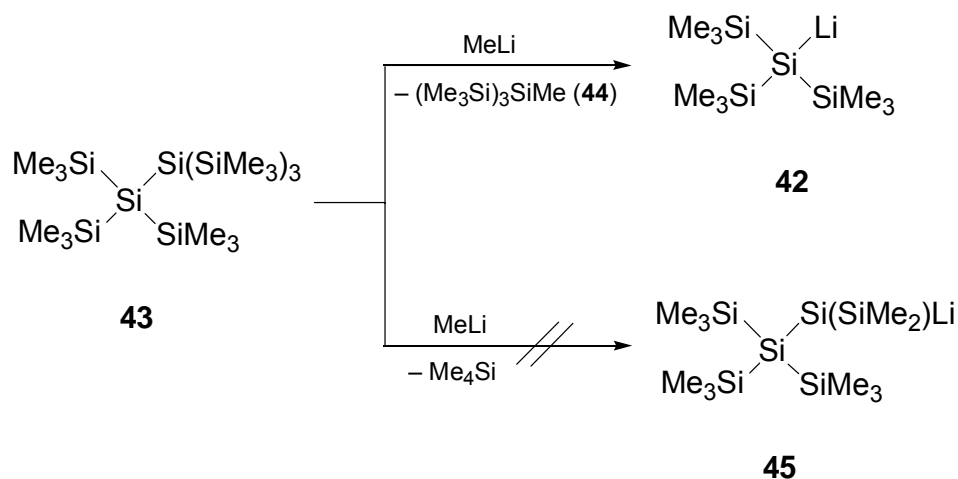 Me3Si
Si(SiMe3)3
Si
Me3Si
SiMe3
43
MeLi
– (Me3Si)3SiMe (44)
Me3Si
Li
Si
Me3Si
SiMe3
42
MeLi
– Me4Si
Me3Si
Si(SiMe2)Li
Si
Me3Si
SiMe3
45